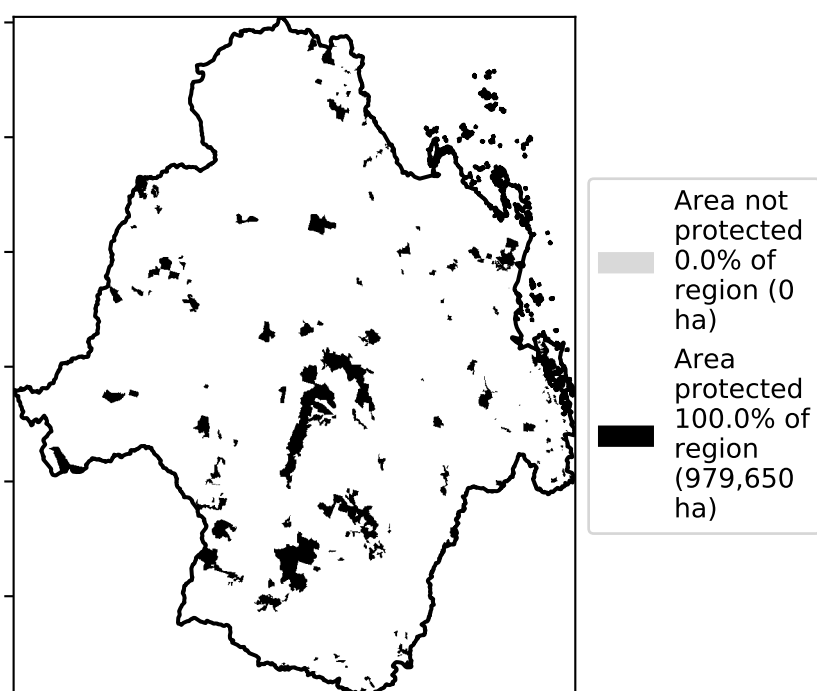 Area not
protected
0.0% of
region (0
ha)
Area
protected
100.0% of
region
(979,650
ha)